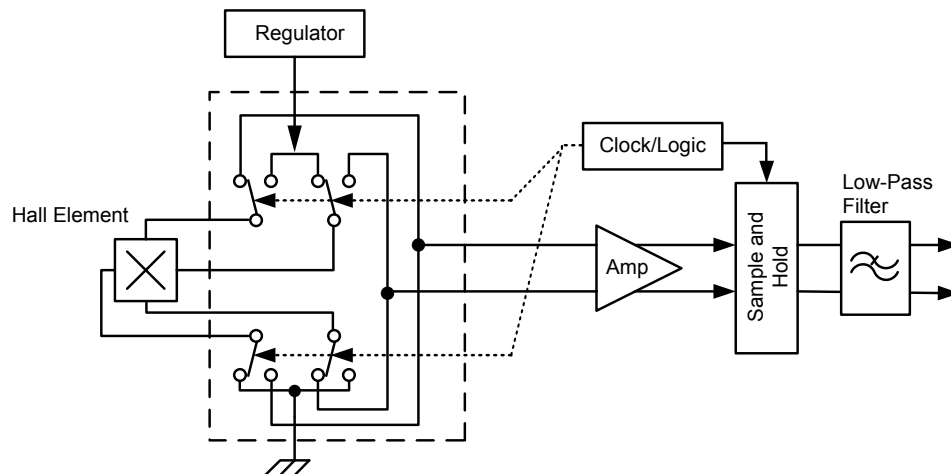 Regulator
Clock/Logic
Low-Pass
Filter
Hall Element
Amp
Sample and
Hold